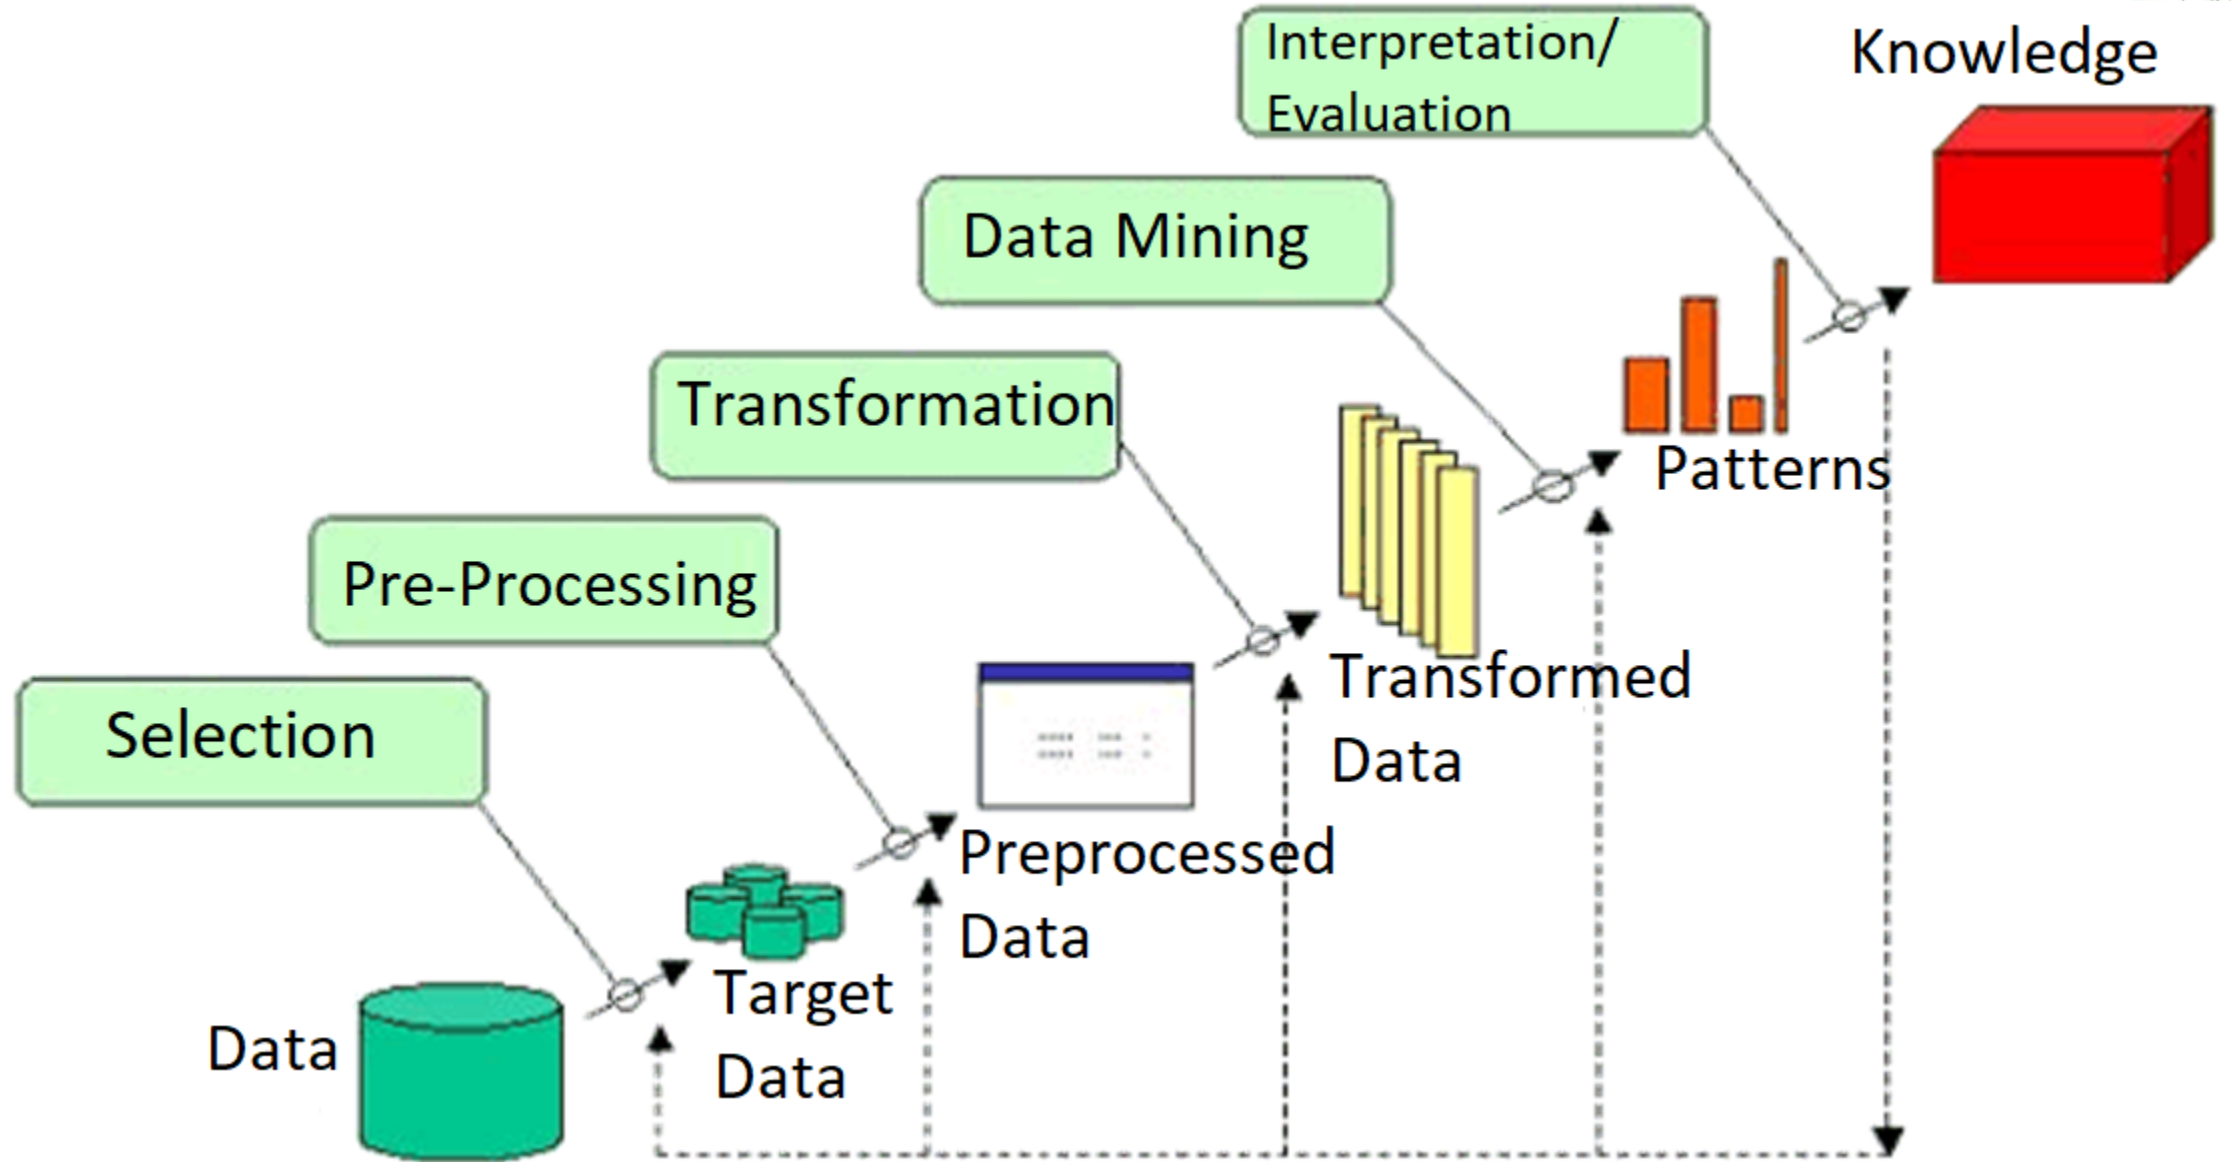 Interpretation/
Evaluation
Knowledge
Data Mining
Transformation
Patterns
Pre-Processing
Transformed
Data
Selection
Preprocessed
Data
Target
Data
Data